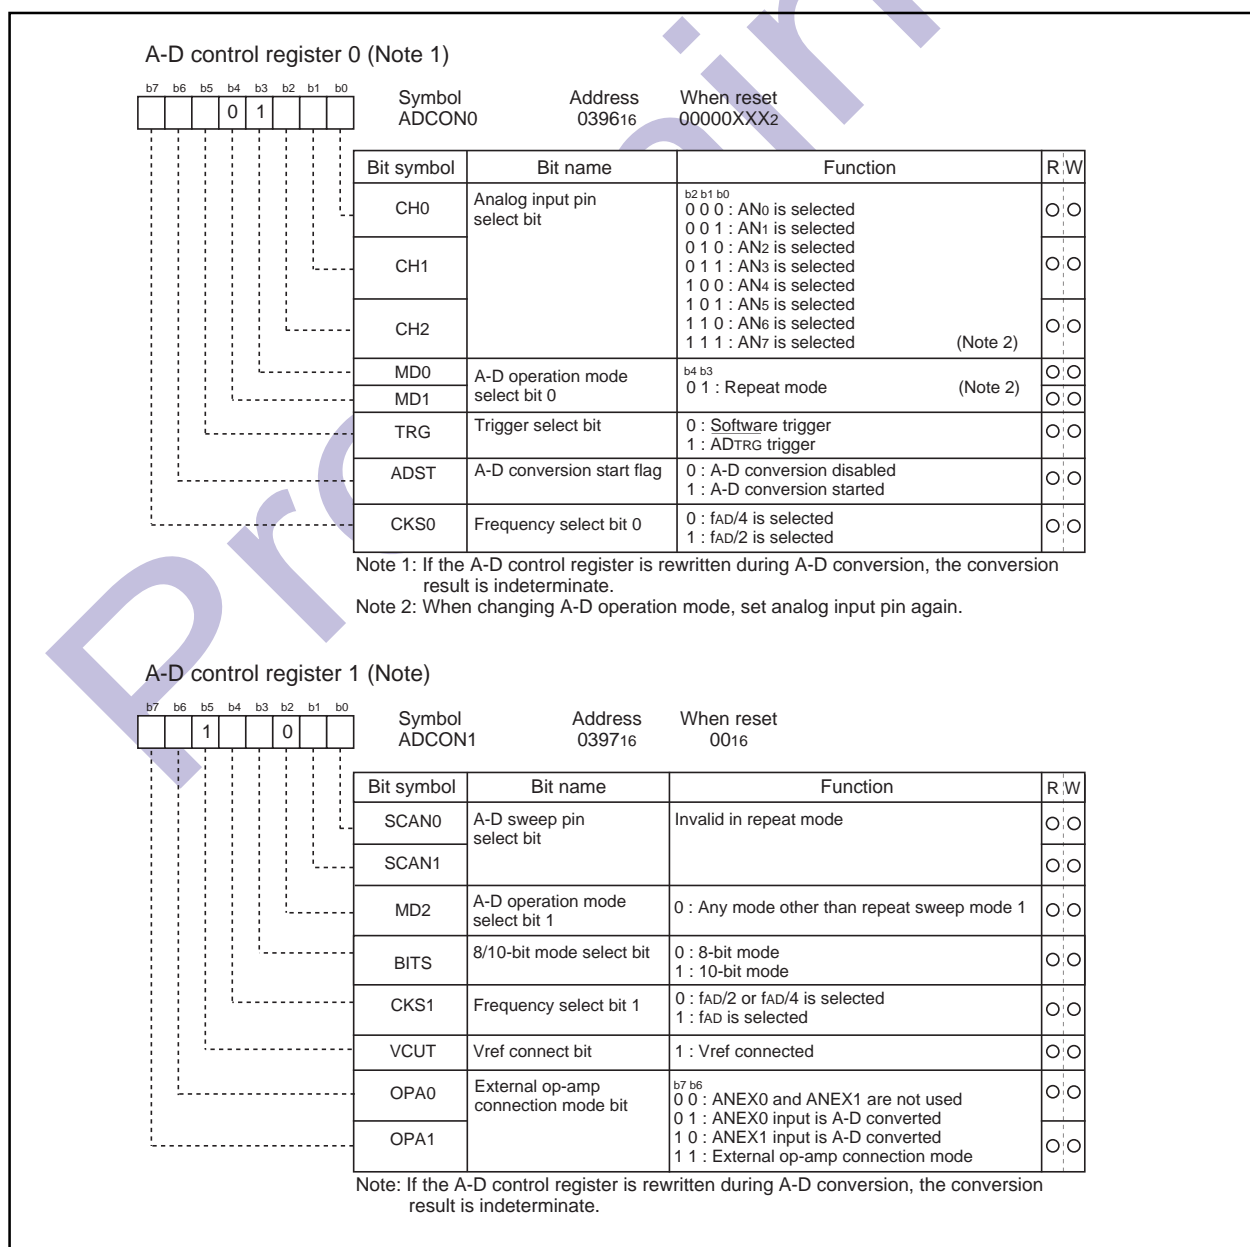 A-D control register 0 (Note 1)
b7 b6 b5 b4 b3 b2 b1 b0
0 1
Symbol Address When reset
ADCON0 039616 00000XXX2
Bit symbol Bit name Function R W
CH0 Analog input pin select bit
b2 b1 b0
0 0 0 : AN0 is selected
0 0 1 : AN1 is selected
0 1 0 : AN2 is selected
CH1 0 1 1 : AN3 is selected
1 0 0 : AN4 is selected
1 0 1 : AN5 is selected
CH2 1 1 0 : AN6 is selected
1 1 1 : AN7 is selected (Note 2)
MD0 A-D operation mode select bit 0
b4 b3
MD1 0 1 : Repeat mode (Note 2)
TRG Trigger select bit 0 : Software trigger
1 : ADTRG trigger
ADST A-D conversion start flag 0 : A-D conversion disabled
1 : A-D conversion started
CKS0 Frequency select bit 0 0 : fAD/4 is selected
1 : fAD/2 is selected
Note 1: If the A-D control register is rewritten during A-D conversion, the conversion
result is indeterminate.
Note 2: When changing A-D operation mode, set analog input pin again.
A-D control register 1 (Note)
b7 b6 b5 b4 b3 b2 b1 b0
1 0
Symbol Address When reset
ADCON1 039716 0016
Bit symbol Bit name Function R W
SCAN0 A-D sweep pin select bit Invalid in repeat mode
SCAN1
MD2 A-D operation mode select bit 1 0 : Any mode other than repeat sweep mode 1
BITS 8/10-bit mode select bit 0 : 8-bit mode
1 : 10-bit mode
CKS1 Frequency select bit 1 0 : fAD/2 or fAD/4 is selected
1 : fAD is selected
VCUT Vref connect bit 1 : Vref connected
OPA0 External op-amp connection mode bit
b7 b6
0 0 : ANEX0 and ANEX1 are not used
0 1 : ANEX0 input is A-D converted
OPA1 1 0 : ANEX1 input is A-D converted
1 1 : External op-amp connection mode
Note: If the A-D control register is rewritten during A-D conversion, the conversion
result is indeterminate.